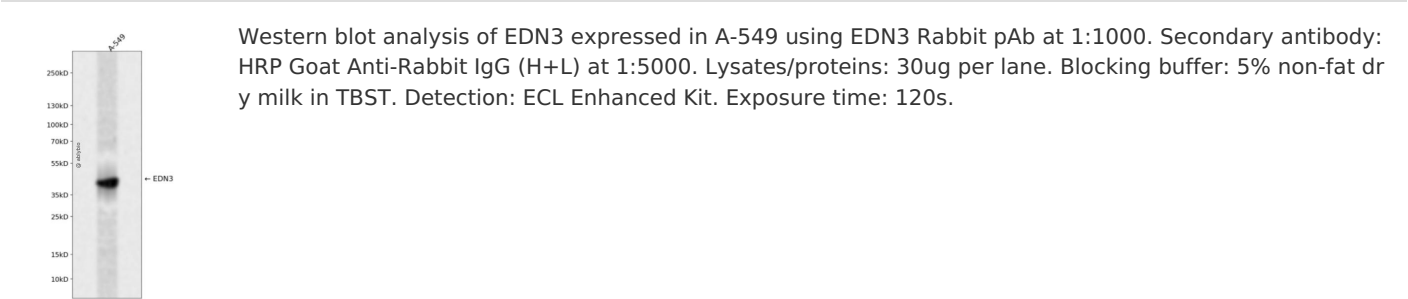 A-549
250kD
130kD
100kD
70kD
55kD
35kD
25kD
15kD
10kD
@ ablybio
← EDN3
Western blot analysis of EDN3 expressed in A-549 using EDN3 Rabbit pAb at 1:1000. Secondary antibody:
HRP Goat Anti-Rabbit IgG (H+L) at 1:5000. Lysates/proteins: 30ug per lane. Blocking buffer: 5% non-fat dr
y milk in TBST. Detection: ECL Enhanced Kit. Exposure time: 120s.